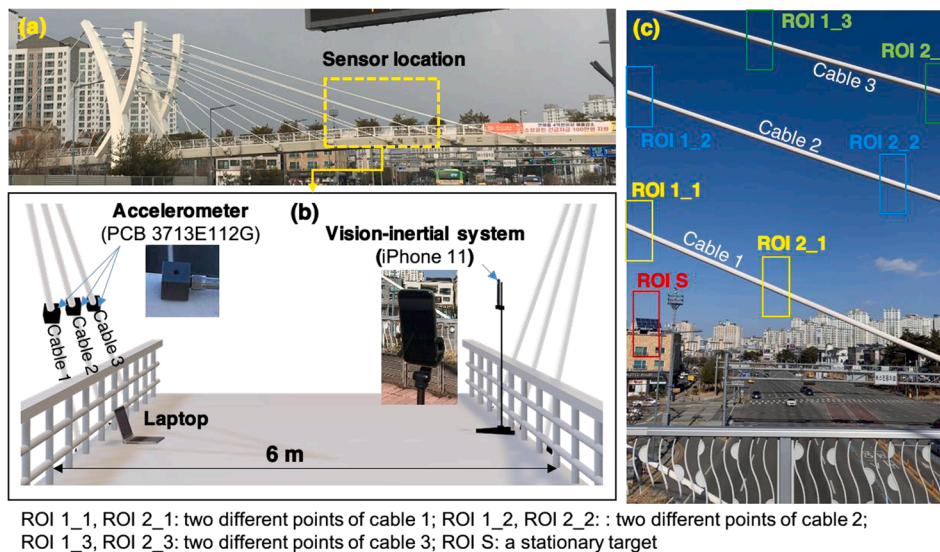 (a)
Sensor location
(b)
Accelerometer
(PCB 3713E112G)
Vision-inertial system
(iPhone 11)
Cable 1
Cable 2
Cable 3
Laptop
6 m
(c)
ROI 1_3
ROI 2_
Cable 3
ROI 1_2
Cable 2
ROI 2_2
ROI 1_1
Cable 1
ROI 2_1
ROI S
ROI 1_1, ROI 2_1: two different points of cable 1; ROI 1_2, ROI 2_2: : two different points of cable 2;
ROI 1_3, ROI 2_3: two different points of cable 3; ROI S: a stationary target